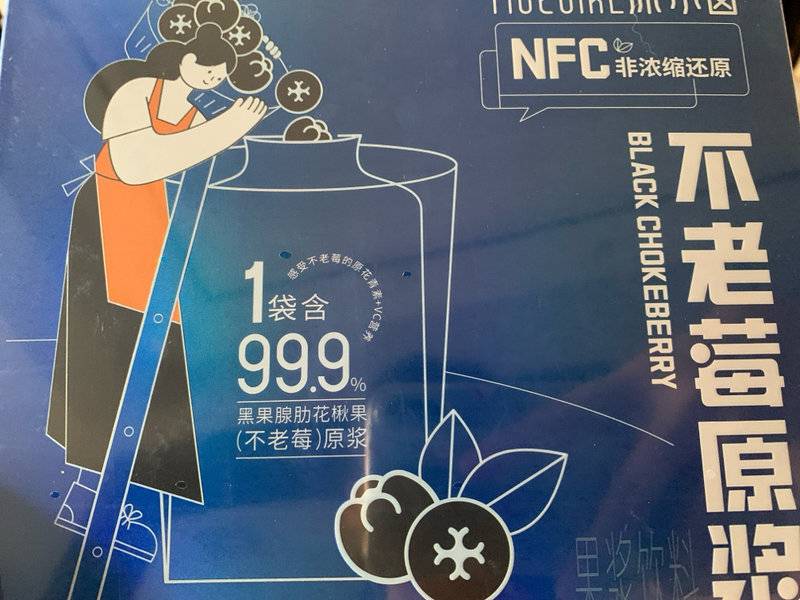 NFC 非浓缩还原
不老莓原浆
BLACK CHOKEBERRY
感受不老莓的原花青素+VC营养
1袋含
99.9%
黑果腺肋花楸果
(不老莓)原浆
果浆饮料